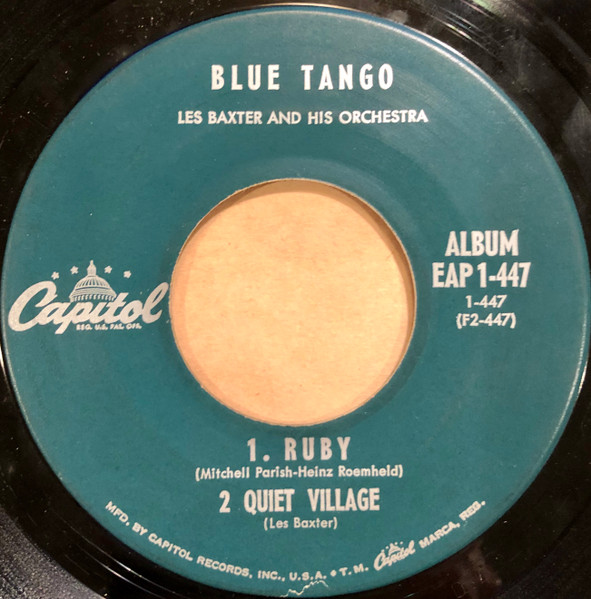 BLUE TANGO
LES BAXTER AND HIS ORCHESTRA
Capitol
REG. U.S. PAT. OFF.
ALBUM
EAP 1-447
1-447
(F2-447)
1. RUBY
(Mitchell Parish-Heinz Roemheld)
2 QUIET VILLAGE
(Les Baxter)
MFD. BY CAPITOL RECORDS, INC., U.S.A. • T.M. Capitol MARCA, REG.